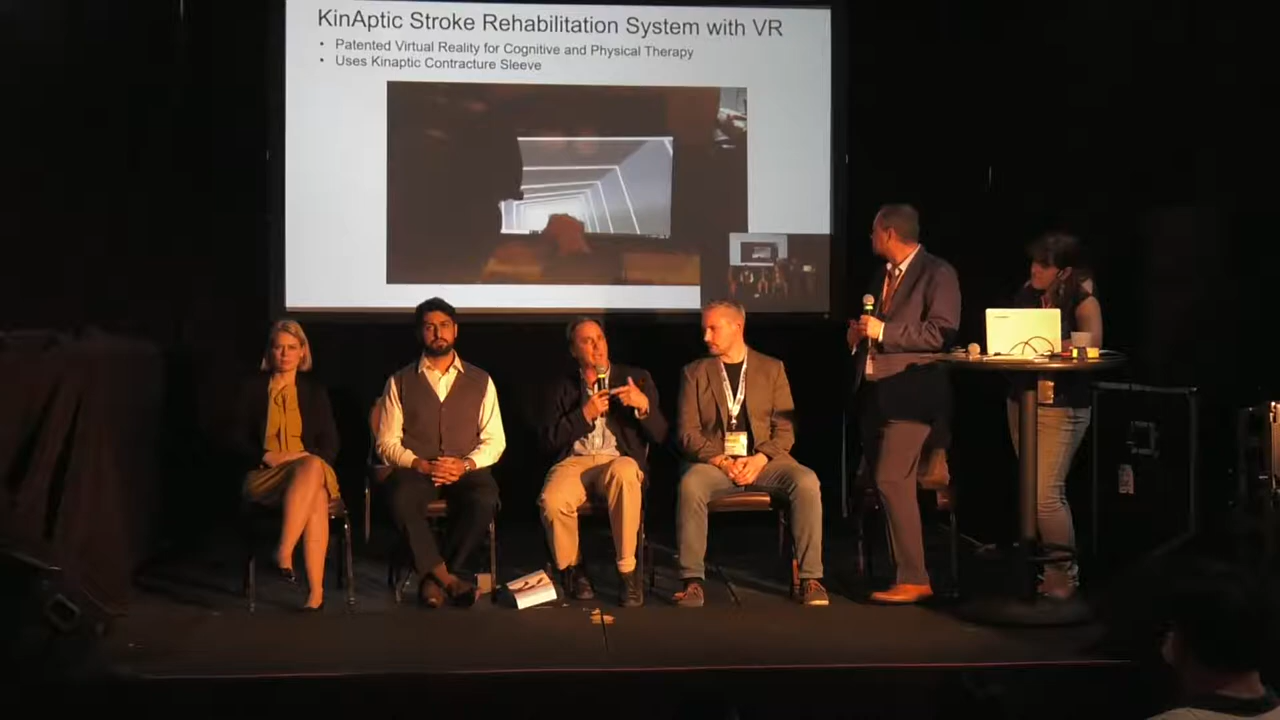 KinAptic Stroke Rehabilitation System with VR
• Patented Virtual Reality for Cognitive and Physical Therapy
• Uses Kinaptic Contracture Sleeve